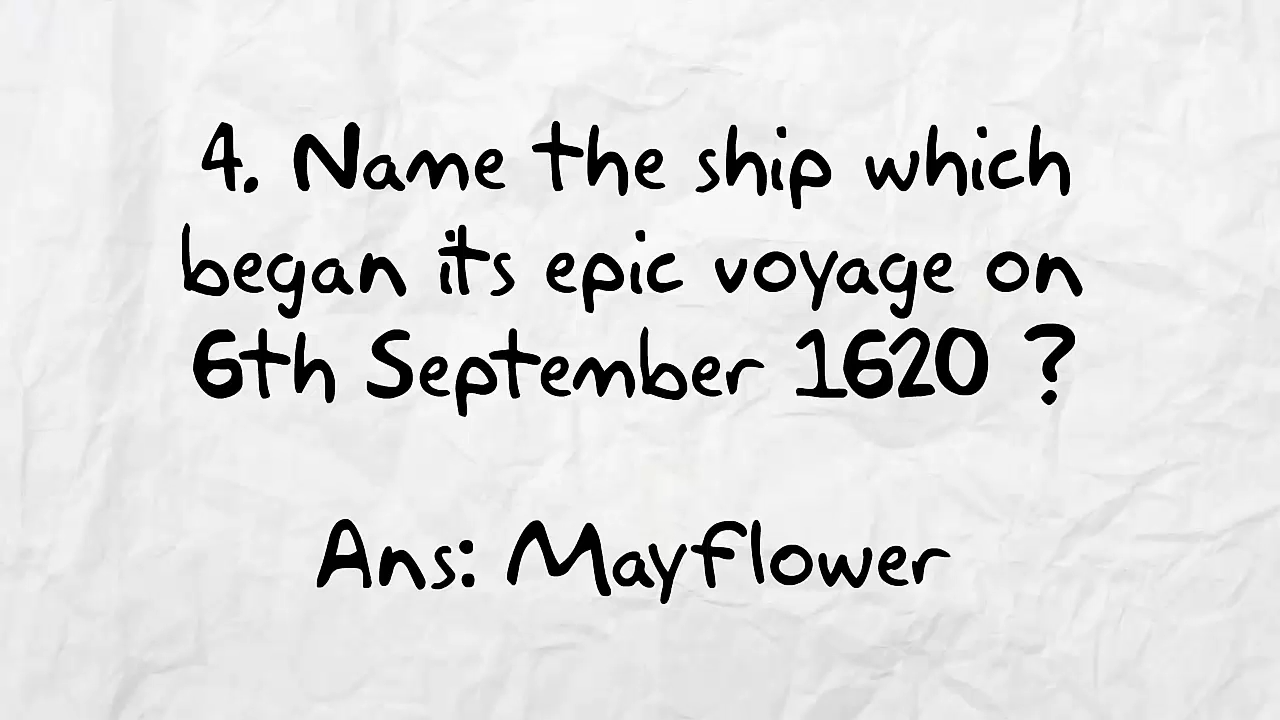 4. Name the ship which
began its epic voyage on
6th September 1620 ?
Ans: Mayflower